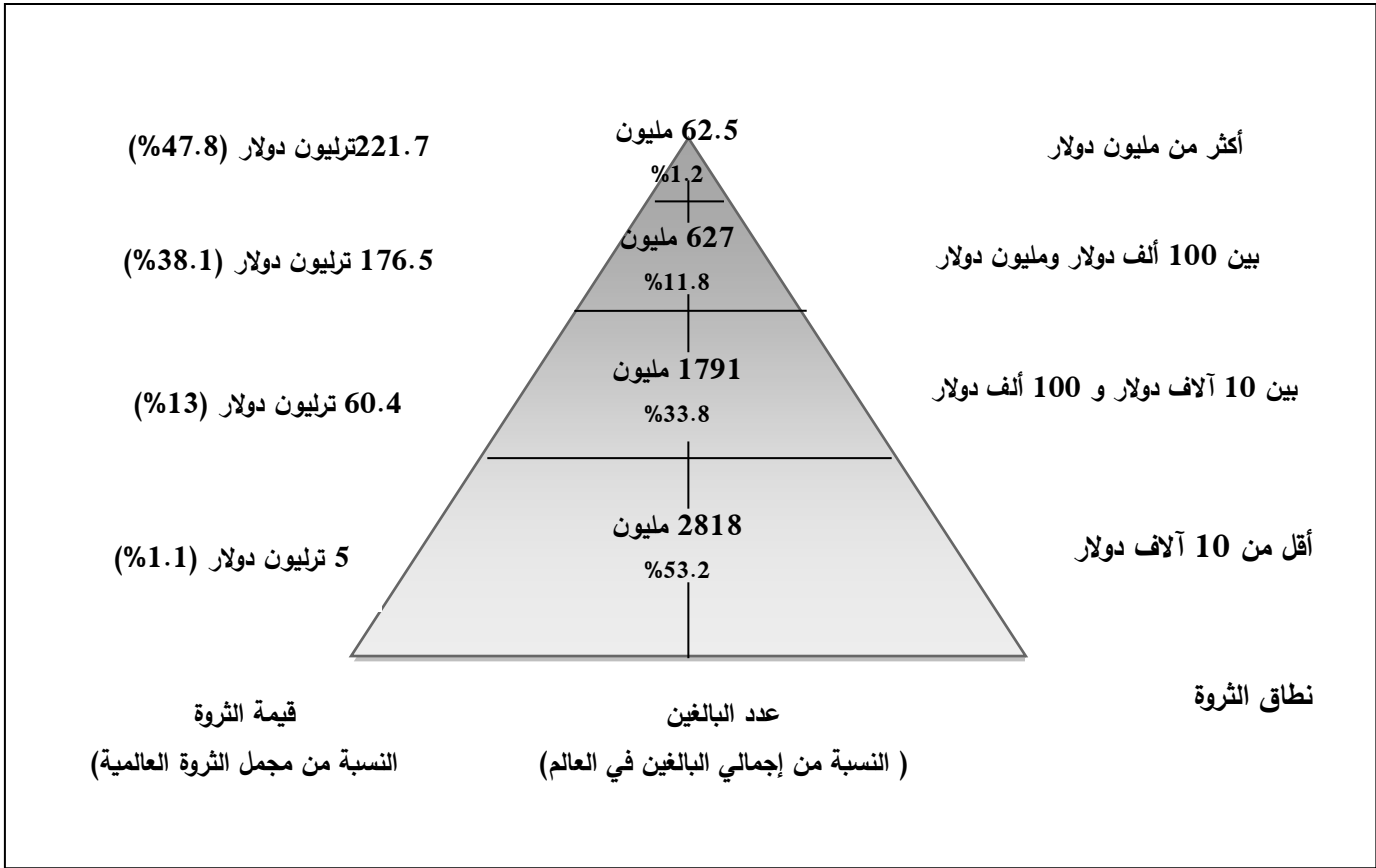 أكثر من مليون دولار
62.5 مليون
%1.2
221.7ترليون دولار (47.8%)
بين 100 ألف دولار ومليون دولار
627 مليون
%11.8
176.5 ترليون دولار (38.1%)
بين 10 آلاف دولار و 100 ألف دولار
1791 مليون
%33.8
60.4 ترليون دولار (13%)
أقل من 10 آلاف دولار
2818 مليون
%53.2
5 ترليون دولار (1.1%)
نطاق الثروة
عدد البالغين
( النسبة من إجمالي البالغين في العالم)
قيمة الثروة
النسبة من مجمل الثروة العالمية)